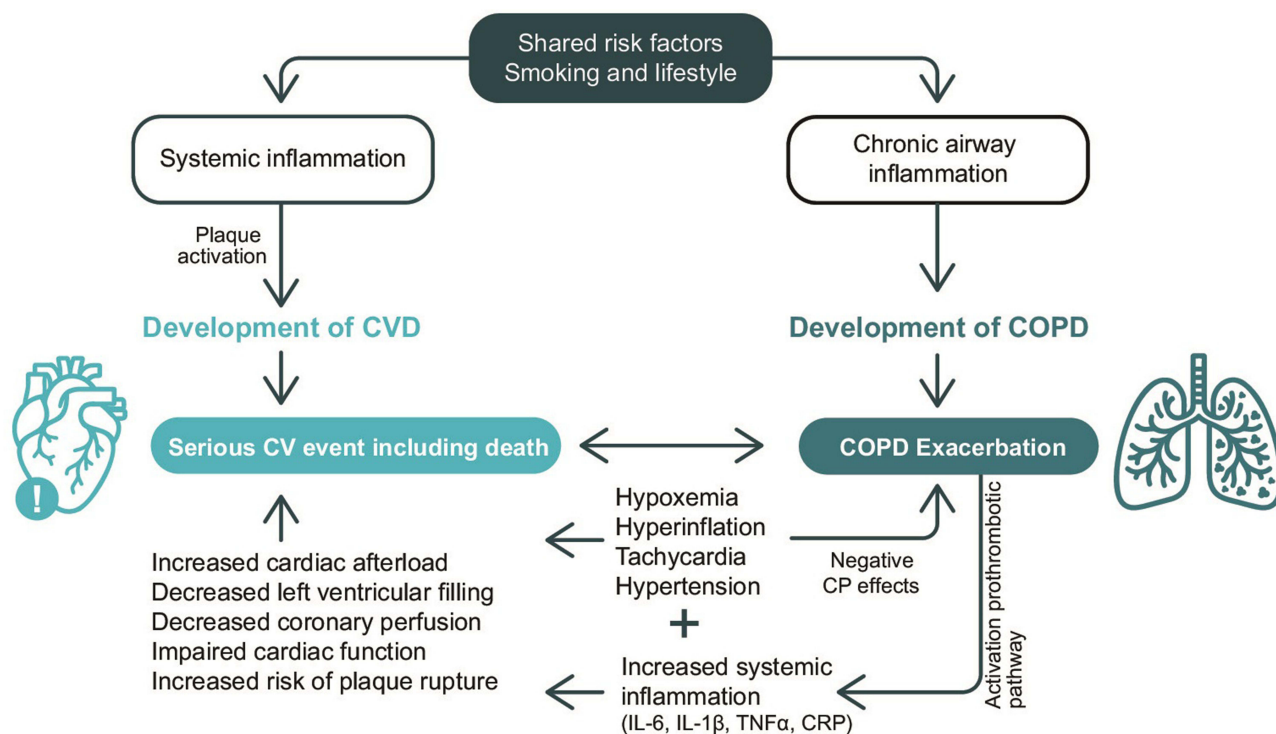 Shared risk factors
Smoking and lifestyle
Systemic inflammation
Chronic airway
inflammation
Plaque
activation
Development of CVD
Development of COPD
Serious CV event including death
COPD Exacerbation
!
Hypoxemia
Hyperinflation
Tachycardia
Hypertension
Negative
CP effects
Activation prothrombotic
pathway
Increased cardiac afterload
Decreased left ventricular filling
Decreased coronary perfusion
Impaired cardiac function
Increased risk of plaque rupture
+
Increased systemic
inflammation
(IL-6, IL-1β, TNFα, CRP)